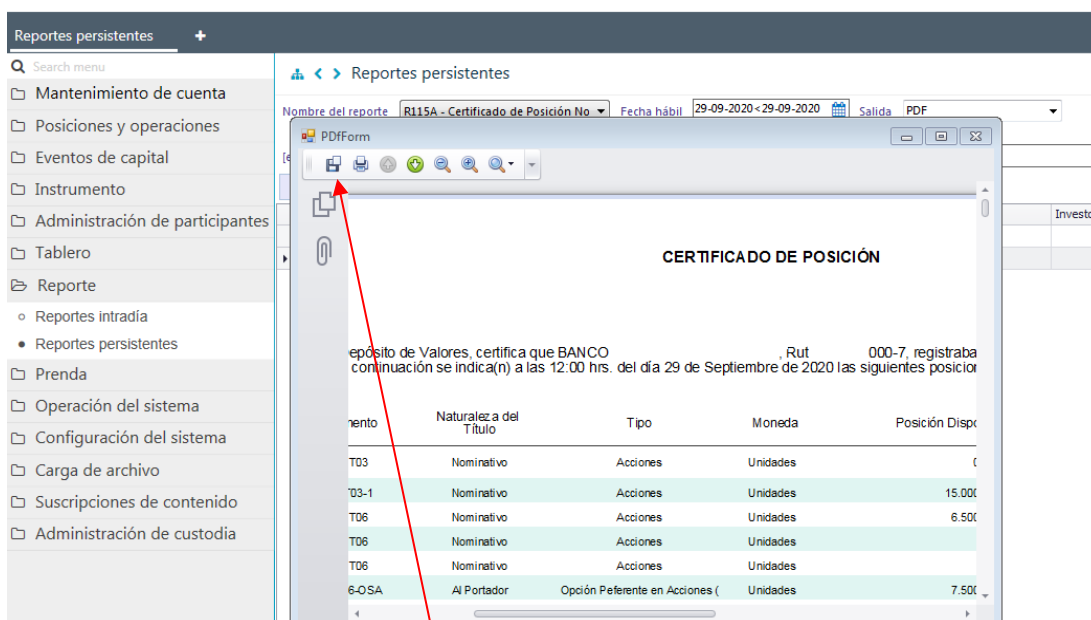 Reportes persistentes +
Search menu
Mantenimiento de cuenta
Posiciones y operaciones
Eventos de capital
Instrumento
Administración de participantes
Tablero
Reporte
Reportes intradía
Reportes persistentes
Prenda
Operación del sistema
Configuración del sistema
Carga de archivo
Suscripciones de contenido
Administración de custodia
Reportes persistentes
Nombre del reporte R115A - Certificado de Posición No Fecha hábil 29-09-2020<29-09-2020 Salida PDF
PDfForm
Investo
CERTIFICADO DE POSICIÓN
epósito de Valores, certifica que BANCO , Rut 000-7, registraba
continuación se indica(n) a las 12:00 hrs. del día 29 de Septiembre de 2020 las siguientes posicion
mento Naturaleza del Título Tipo Moneda Posición Dispo
T03 Nominativo Acciones Unidades 0
T03-1 Nominativo Acciones Unidades 15.000
T06 Nominativo Acciones Unidades 6.500
T06 Nominativo Acciones Unidades
T06 Nominativo Acciones Unidades
6-OSA Al Portador Opción Peferente en Acciones ( Unidades 7.500